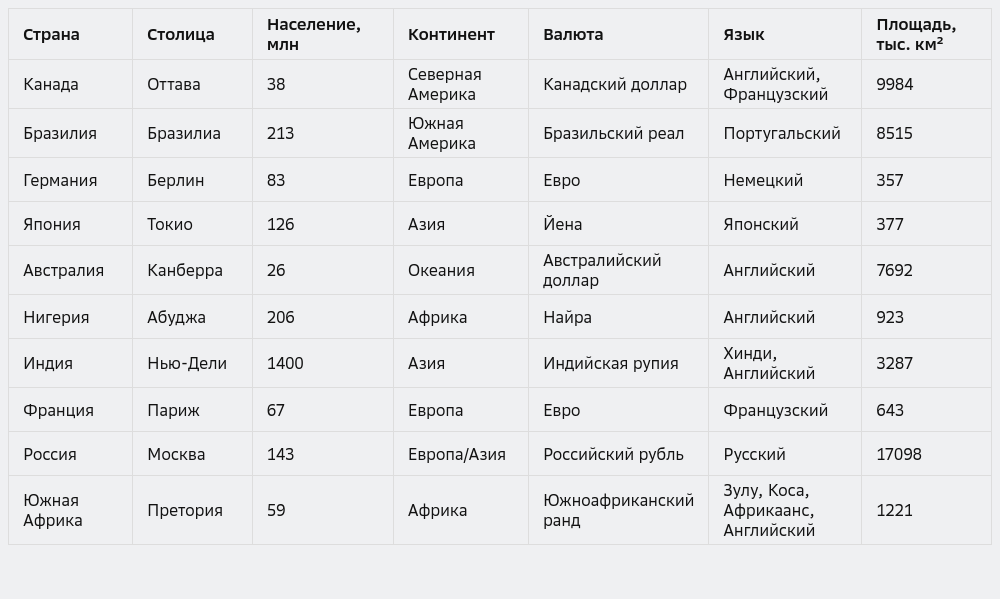 Страна Столица Население, млн Континент Валюта Язык Площадь, тыс. км²
Канада Оттава 38 Северная Америка Канадский доллар Английский, Французский 9984
Бразилия Бразилиа 213 Южная Америка Бразильский реал Португальский 8515
Германия Берлин 83 Европа Евро Немецкий 357
Япония Токио 126 Азия Йена Японский 377
Австралия Канберра 26 Океания Австралийский доллар Английский 7692
Нигерия Абуджа 206 Африка Найра Английский 923
Индия Нью-Дели 1400 Азия Индийская рупия Хинди, Английский 3287
Франция Париж 67 Европа Евро Французский 643
Россия Москва 143 Европа/Азия Российский рубль Русский 17098
Южная Африка Претория 59 Африка Южноафриканский ранд Зулу, Коса, Африкаанс, Английский 1221